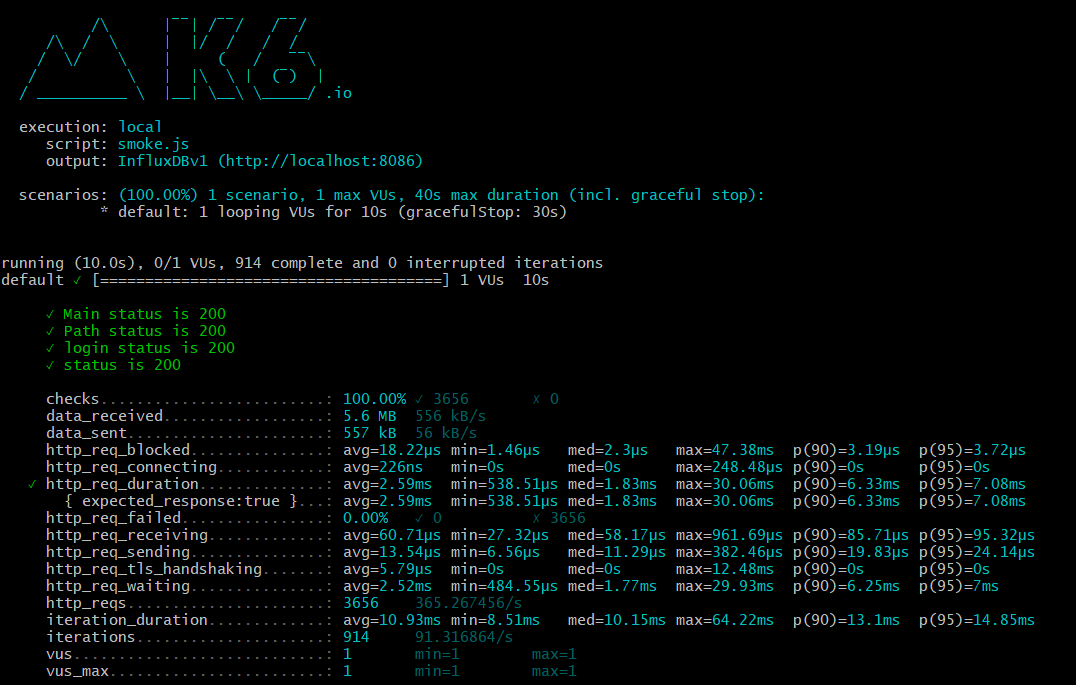 /\      |‾‾| /‾‾/   /‾‾/
     /\  /  \     |  |/  /   /  /
    /  \/    \    |     (   /   ‾‾\
   /          \   |  |\  \ |  (‾)  |
  / __________ \  |__| \__\ \_____/ .io

  execution: local
     script: smoke.js
     output: InfluxDBv1 (http://localhost:8086)

  scenarios: (100.00%) 1 scenario, 1 max VUs, 40s max duration (incl. graceful stop):
           * default: 1 looping VUs for 10s (gracefulStop: 30s)

running (10.0s), 0/1 VUs, 914 complete and 0 interrupted iterations
default ✓ [======================================] 1 VUs  10s

     ✓ Main status is 200
     ✓ Path status is 200
     ✓ login status is 200
     ✓ status is 200

     checks.........................: 100.00% ✓ 3656       ✗ 0
     data_received..................: 5.6 MB  556 kB/s
     data_sent......................: 557 kB  56 kB/s
     http_req_blocked...............: avg=18.22µs min=1.46µs   med=2.3µs   max=47.38ms  p(90)=3.19µs  p(95)=3.72µs
     http_req_connecting............: avg=226ns   min=0s       med=0s      max=248.48µs p(90)=0s      p(95)=0s
   ✓ http_req_duration..............: avg=2.59ms  min=538.51µs med=1.83ms  max=30.06ms  p(90)=6.33ms  p(95)=7.08ms
       { expected_response:true }...: avg=2.59ms  min=538.51µs med=1.83ms  max=30.06ms  p(90)=6.33ms  p(95)=7.08ms
     http_req_failed................: 0.00%   ✓ 0          ✗ 3656
     http_req_receiving.............: avg=60.71µs min=27.32µs  med=58.17µs max=961.69µs p(90)=85.71µs p(95)=95.32µs
     http_req_sending...............: avg=13.54µs min=6.56µs   med=11.29µs max=382.46µs p(90)=19.83µs p(95)=24.14µs
     http_req_tls_handshaking.......: avg=5.79µs  min=0s       med=0s      max=12.48ms  p(90)=0s      p(95)=0s
     http_req_waiting...............: avg=2.52ms  min=484.55µs med=1.77ms  max=29.93ms  p(90)=6.25ms  p(95)=7ms
     http_reqs......................: 3656    365.267456/s
     iteration_duration.............: avg=10.93ms min=8.51ms   med=10.15ms max=64.22ms  p(90)=13.1ms  p(95)=14.85ms
     iterations.....................: 914     91.316864/s
     vus............................: 1       min=1        max=1
     vus_max........................: 1       min=1        max=1